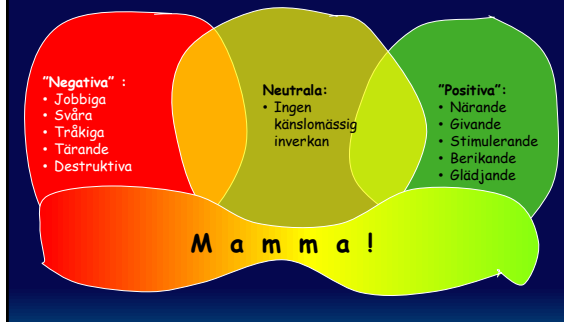 ”Negativa” :
• Jobbiga
• Svåra
• Tråkiga
• Tärande
• Destruktiva
Neutrala:
• Ingen
känslomässig
inverkan
”Positiva”:
• Närande
• Givande
• Stimulerande
• Berikande
• Glädjande
M a m m a !